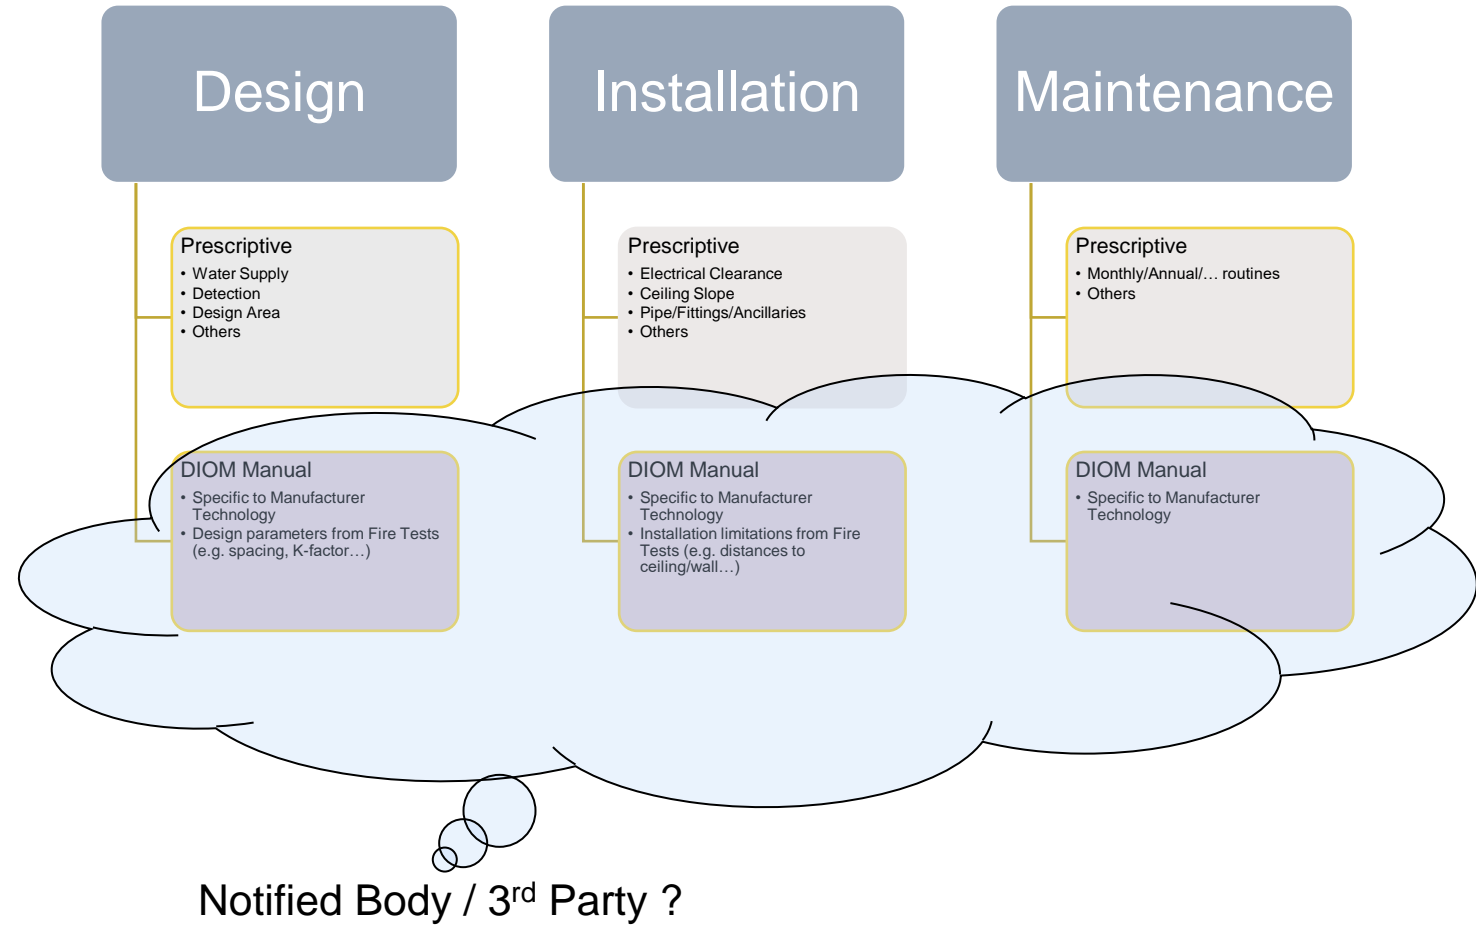 Design
Prescriptive
• Water Supply
• Detection
• Design Area
• Others
DIOM Manual
• Specific to Manufacturer
Technology
• Design parameters from Fire Tests
(e.g. spacing, K-factor…)
Installation
Prescriptive
• Electrical Clearance
• Ceiling Slope
• Pipe/Fittings/Ancillaries
• Others
DIOM Manual
• Specific to Manufacturer
Technology
• Installation limitations from Fire
Tests (e.g. distances to
ceiling/wall…)
Maintenance
Prescriptive
• Monthly/Annual/… routines
• Others
DIOM Manual
• Specific to Manufacturer
Technology
Notified Body / 3rd Party ?